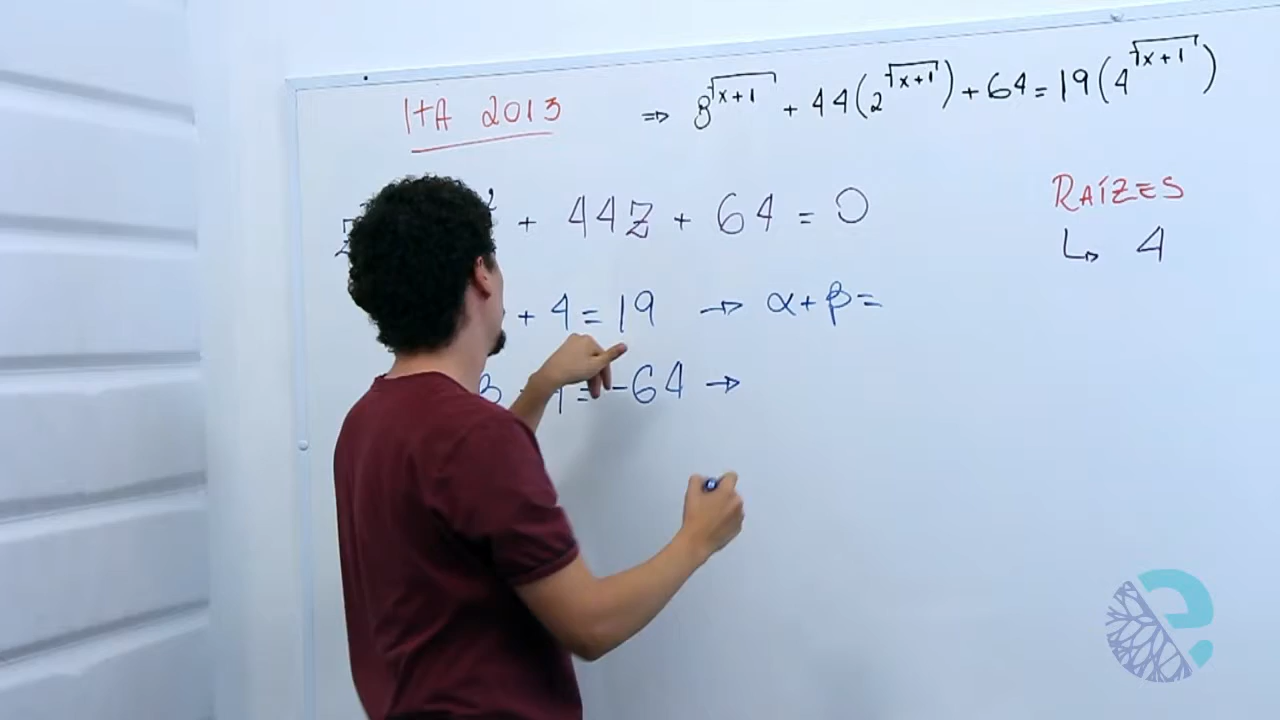 ITA 2013 ⇒ 8^√(x+1) + 44(2^√(x+1)) + 64 = 19(4^√(x+1))
² + 44Z + 64 = 0
RAÍZES
↳ 4
+ 4 = 19 → α + β =
= -64 →